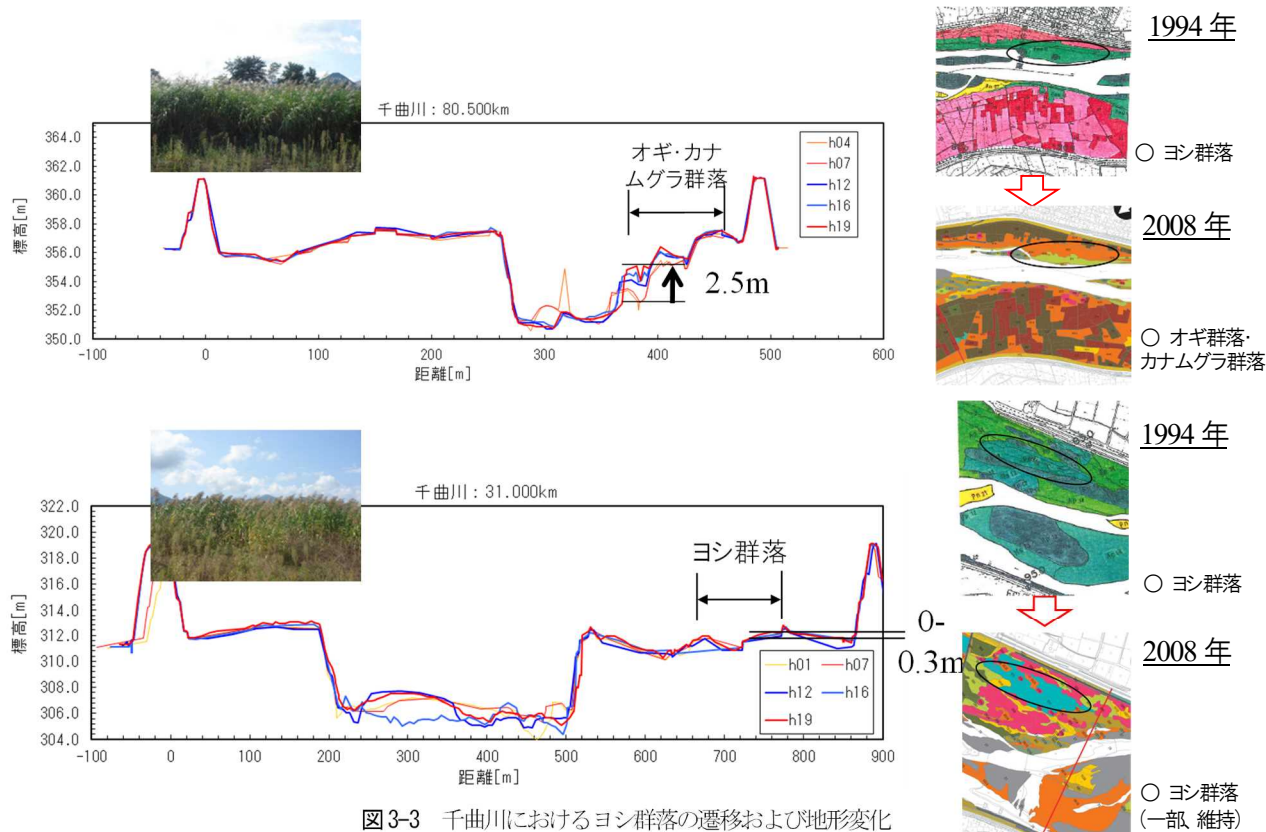 千曲川：80.500km
364.0
362.0
360.0
358.0
356.0
354.0
352.0
350.0
標高[m]
-100
0
100
200
300
400
500
600
距離[m]
オギ・カナ
ムグラ群落
2.5m
h04
h07
h12
h16
h19
1994 年
○ ヨシ群落
2008 年
○ オギ群落・
カナムグラ群落
千曲川：31.000km
322.0
320.0
318.0
316.0
314.0
312.0
310.0
308.0
306.0
304.0
標高[m]
-100
0
100
200
300
400
500
600
700
800
900
距離[m]
ヨシ群落
0-
0.3m
h01
h07
h12
h16
h19
1994 年
○ ヨシ群落
2008 年
○ ヨシ群落
(一部、維持)
図 3-3 千曲川におけるヨシ群落の遷移および地形変化